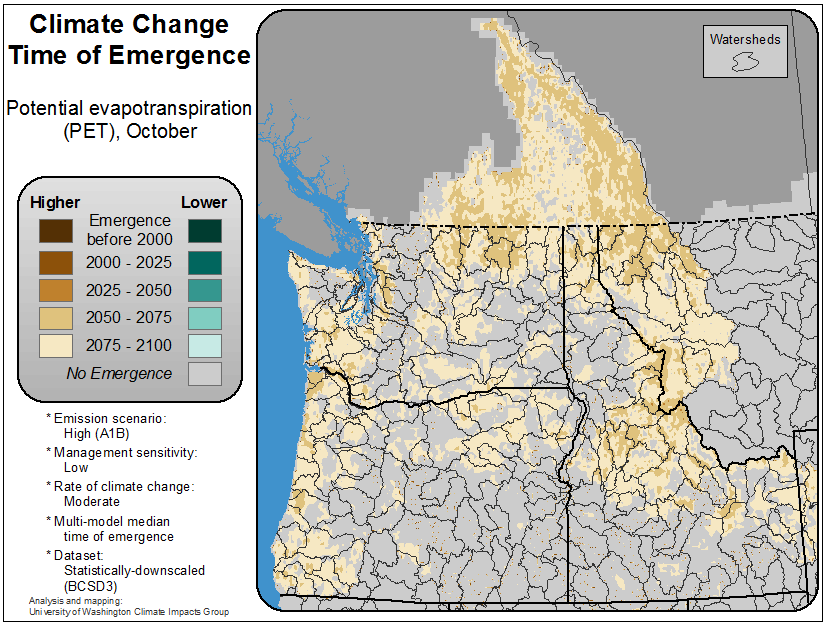 Climate Change
Time of Emergence
Potential evapotranspiration
(PET), October
Higher Lower
Emergence
before 2000
2000 - 2025
2025 - 2050
2050 - 2075
2075 - 2100
No Emergence
* Emission scenario:
High (A1B)
* Management sensitivity:
Low
* Rate of climate change:
Moderate
* Multi-model median
time of emergence
* Dataset:
Statistically-downscaled
(BCSD3)
Analysis and mapping:
University of Washington Climate Impacts Group
Watersheds